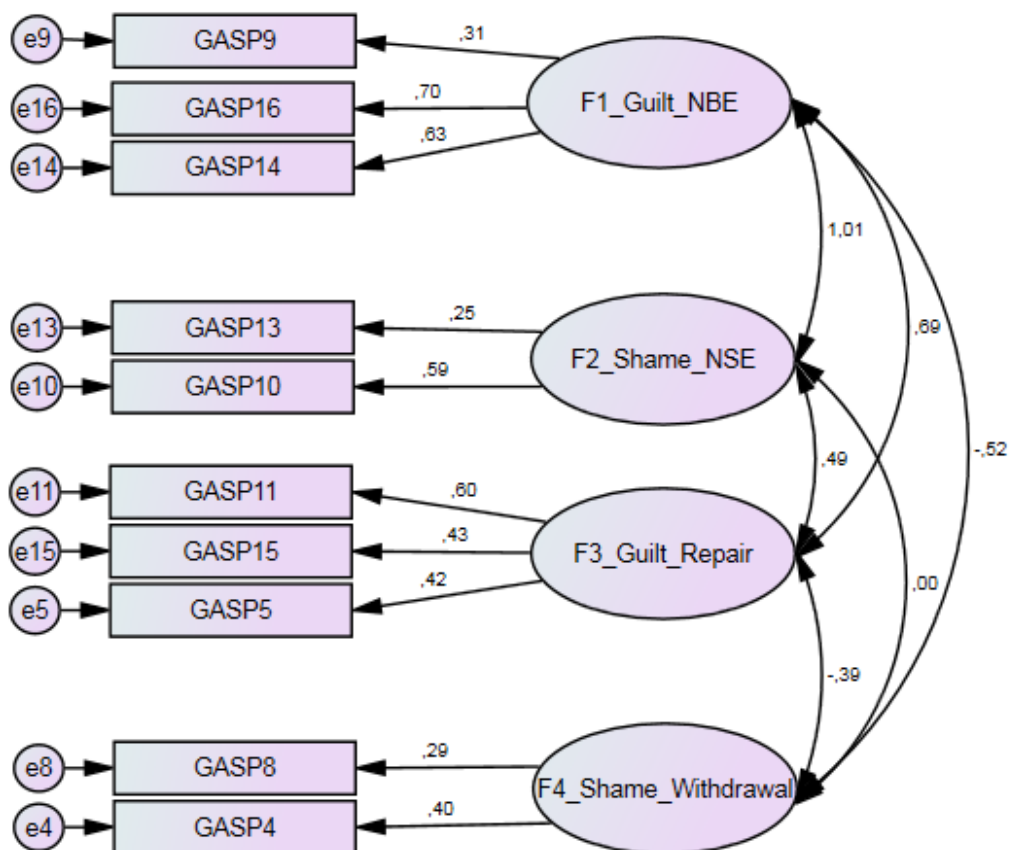 e9 GASP9 ,31
e16 GASP16 ,70 F1_Guilt_NBE
e14 GASP14 ,63
1,01
e13 GASP13 ,25
,69
e10 GASP10 ,59 F2_Shame_NSE
-,52
,49
e11 GASP11 ,60
e15 GASP15 ,43 F3_Guilt_Repair
,00
e5 GASP5 ,42
-,39
e8 GASP8 ,29
F4_Shame_Withdrawal
e4 GASP4 ,40